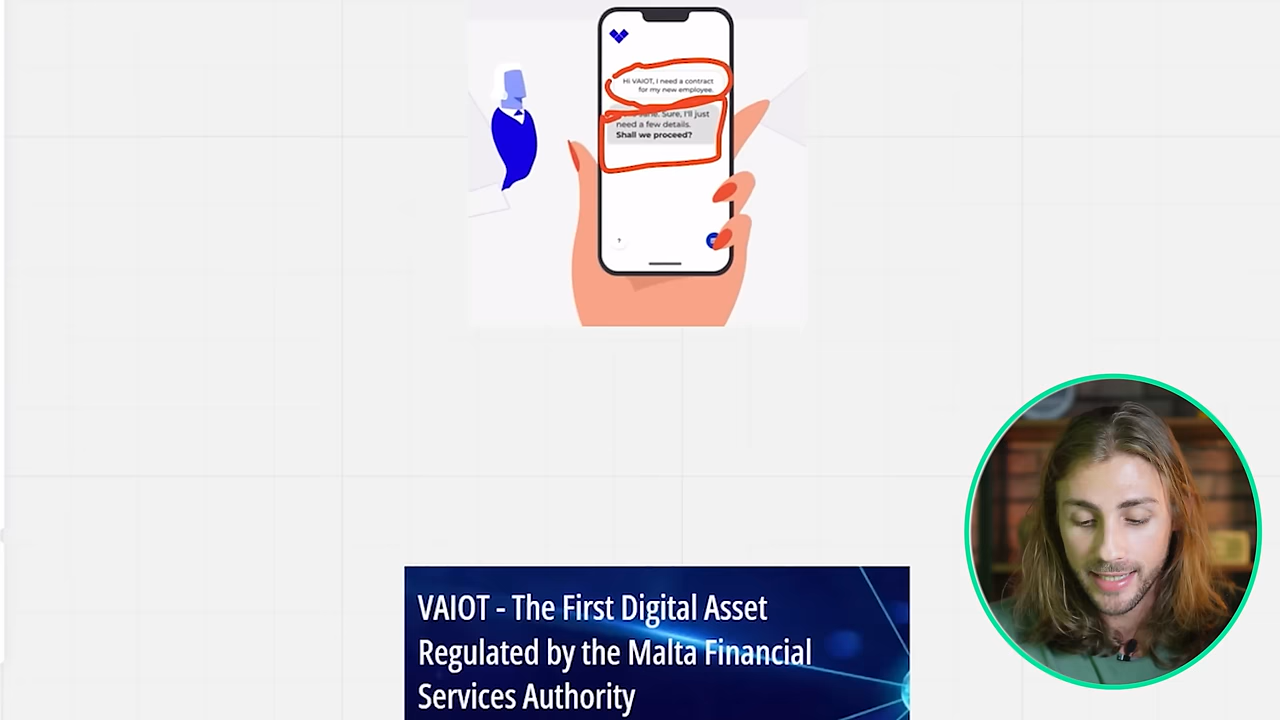 Hi VAIOT, I need a contract
for my new employee.
Sure, I'll just
need a few details.
Shall we proceed?
?
VAIOT - The First Digital Asset
Regulated by the Malta Financial
Services Authority